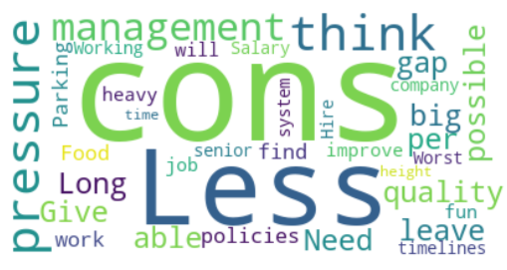 management
think
pressure
Parking
Working
will
Salary
cons
gap
possible
company
heavy
time
system
Hire
big
per
Food
job
senior
find
improve
Worst
height
Long
Less
quality
Give
fun
work
able
policies
Need
leave
timelines